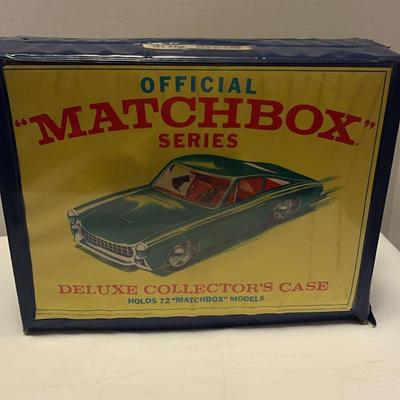 OFFICIAL
"MATCHBOX"
SERIES
DELUXE COLLECTOR'S CASE
HOLDS 72 "MATCHBOX" MODELS